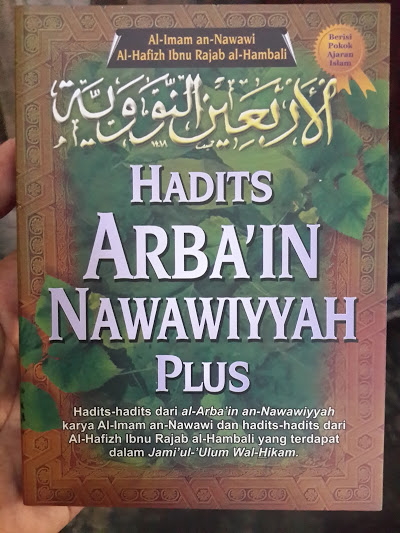 Al-Imam an-Nawawi
Al-Hafizh Ibnu Rajab al-Hambali
Berisi
Pokok
Ajaran
Islam
الأربعين النووية
HADITS
ARBA'IN
NAWAWIYYAH
PLUS
Hadits-hadits dari al-Arba'in an-Nawawiyyah
karya Al-Imam an-Nawawi dan hadits-hadits dari
Al-Hafizh Ibnu Rajab al-Hambali yang terdapat
dalam Jami'ul-'Ulum Wal-Hikam.